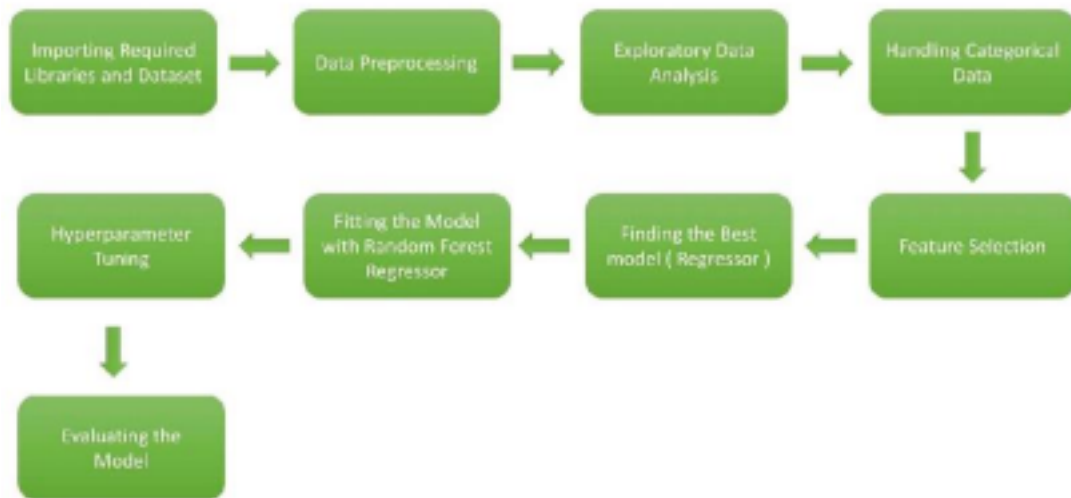 Importing Required
Libraries and Dataset
Data Preprocessing
Exploratory Data
Analysis
Handling Categorical
Data
Feature Selection
Finding the Best
model ( Regressor )
Fitting the Model
with Random Forest
Regressor
Hyperparameter
Tuning
Evaluating the
Model